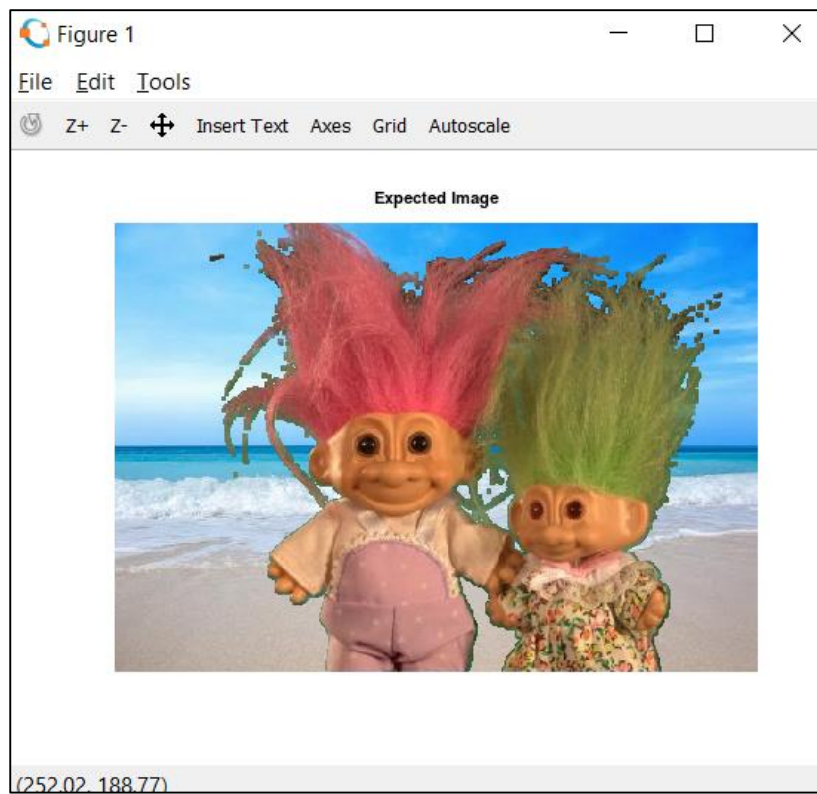 Figure 1
File Edit Tools
Z+ Z- Insert Text Axes Grid Autoscale
Expected Image
(252.02, 188.77)